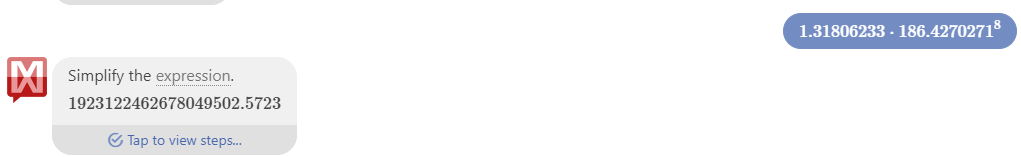 1.31806233 · 186.4270271⁸
Simplify the expression.
1923122462678049502.5723
Tap to view steps...